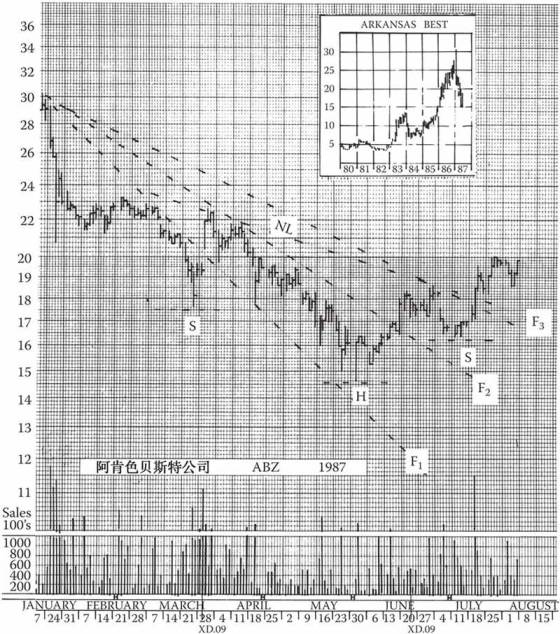 ARKANSAS BEST
30
25
20
15
10
5
80 81 82 83 84 85 86 87
36
34
32
30
28
26
24
22
20
19
18
17
16
15
14
13
12
11
NL
S
H
S
F₁
F₂
F₃
阿肯色贝斯特公司 ABZ 1987
Sales
100's
1000
800
600
400
200
JANUARY FEBRUARY MARCH APRIL MAY JUNE JULY AUGUST
7 24 31 7 14 21 28 7 14 21 28 4 11 18 25 2 9 16 23 30 6 13 20 27 4 11 18 25 1 8 15
XD.09 XD.09